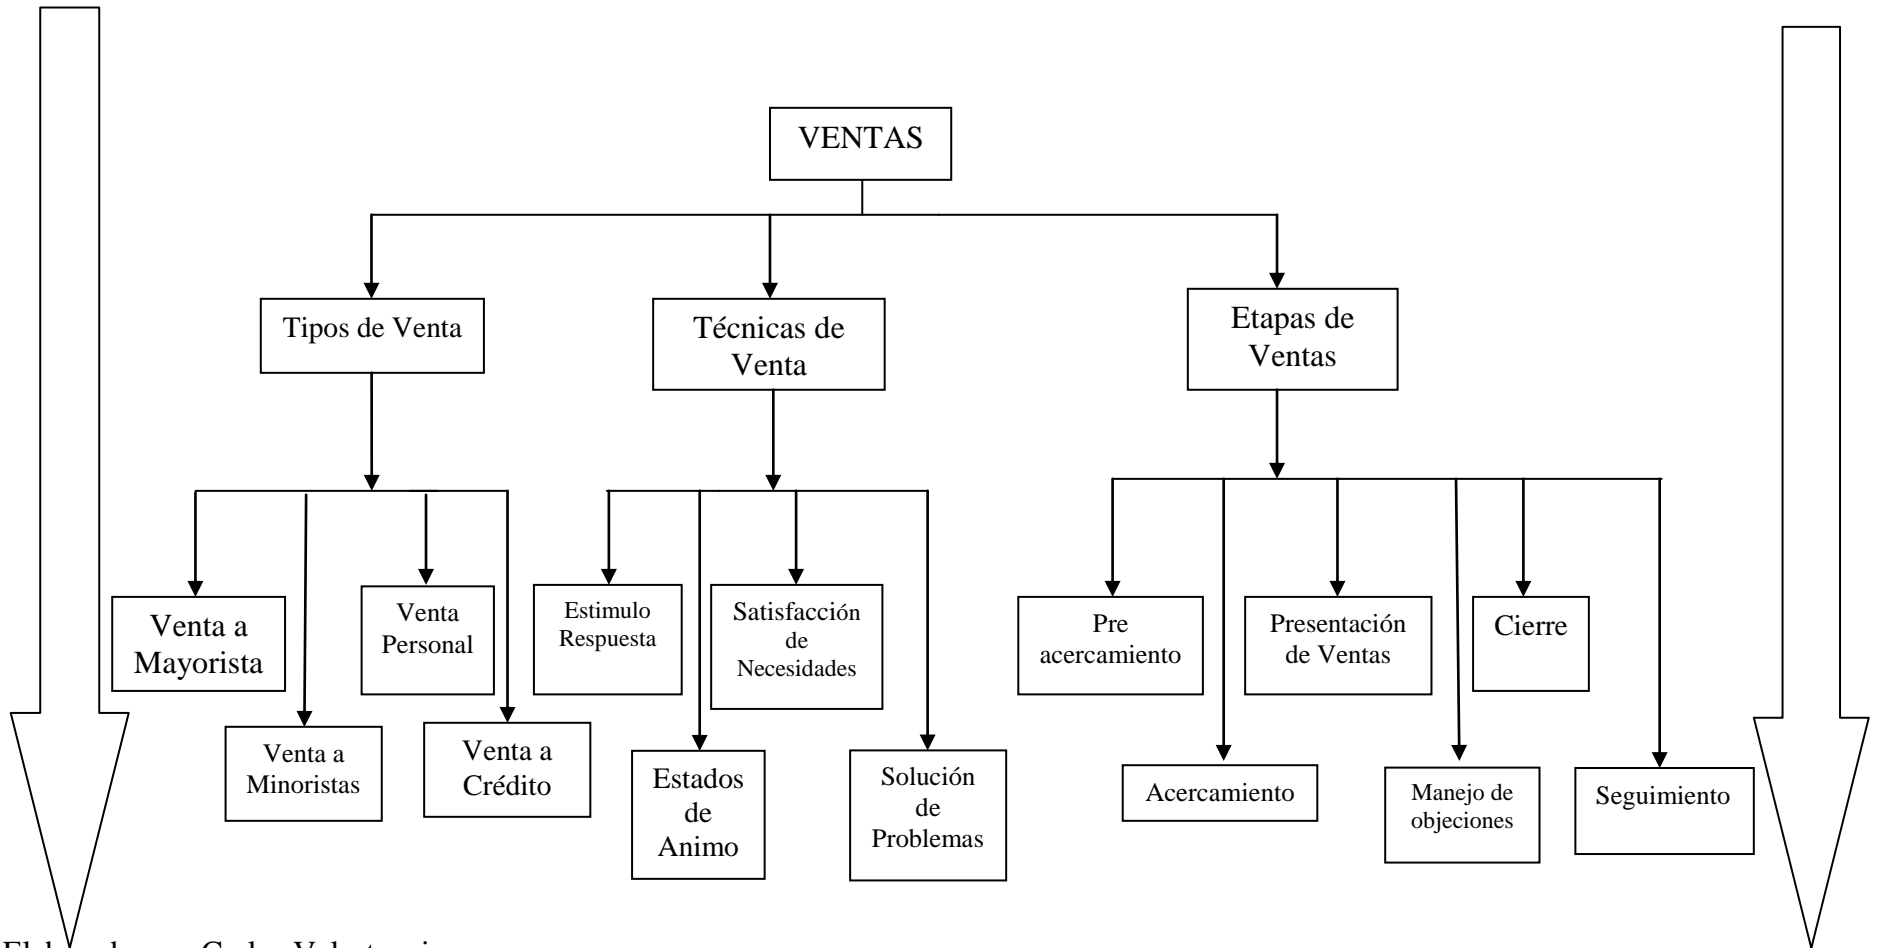 VENTAS
Tipos de Venta
Técnicas de
Venta
Etapas de
Ventas
Venta a
Mayorista
Venta a
Minoristas
Venta
Personal
Venta a
Crédito
Estimulo
Respuesta
Estados
de
Animo
Satisfacción
de
Necesidades
Solución
de
Problemas
Pre
acercamiento
Acercamiento
Presentación
de Ventas
Manejo de
objeciones
Cierre
Seguimiento